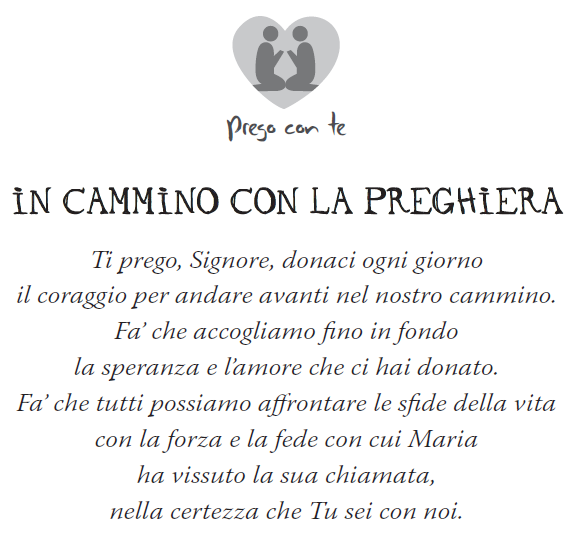 Prego con te
IN CAMMINO CON LA PREGHIERA
Ti prego, Signore, donaci ogni giorno
il coraggio per andare avanti nel nostro cammino.
Fa’ che accogliamo fino in fondo
la speranza e l’amore che ci hai donato.
Fa’ che tutti possiamo affrontare le sfide della vita
con la forza e la fede con cui Maria
ha vissuto la sua chiamata,
nella certezza che Tu sei con noi.